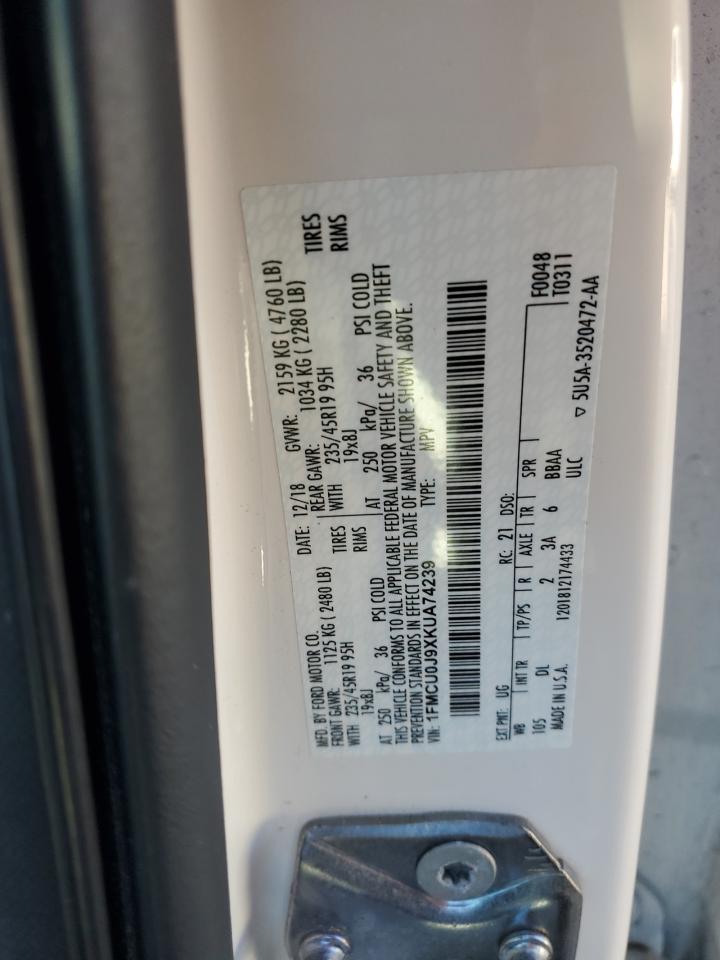 MFD. BY FORD MOTOR CO.
DATE: 12/18 GVWR: 2159 KG ( 4760 LB)
FRONT GAWR: 1125 KG ( 2480 LB)
REAR GAWR: 1034 KG ( 2280 LB)
WITH 235/45R19 95H TIRES
WITH 235/45R19 95H TIRES
19x8J RIMS
19x8J RIMS
AT 250 kPa/ 36 PSI COLD
AT 250 kPa/ 36 PSI COLD
THIS VEHICLE CONFORMS TO ALL APPLICABLE FEDERAL MOTOR VEHICLE SAFETY AND THEFT
PREVENTION STANDARDS IN EFFECT ON THE DATE OF MANUFACTURE SHOWN ABOVE.
VIN: 1FMCU0J9XKUA74239 TYPE: MPV
EXT PNT: UG RC: 21 DSO: F0048
T0311
WB INT TR TP/PS R AXLE TR SPR
105 DL 2 3A 6 BBAA
MADE IN U.S.A. 1201812174433 ULC
▽ 5U5A-3520472-AA